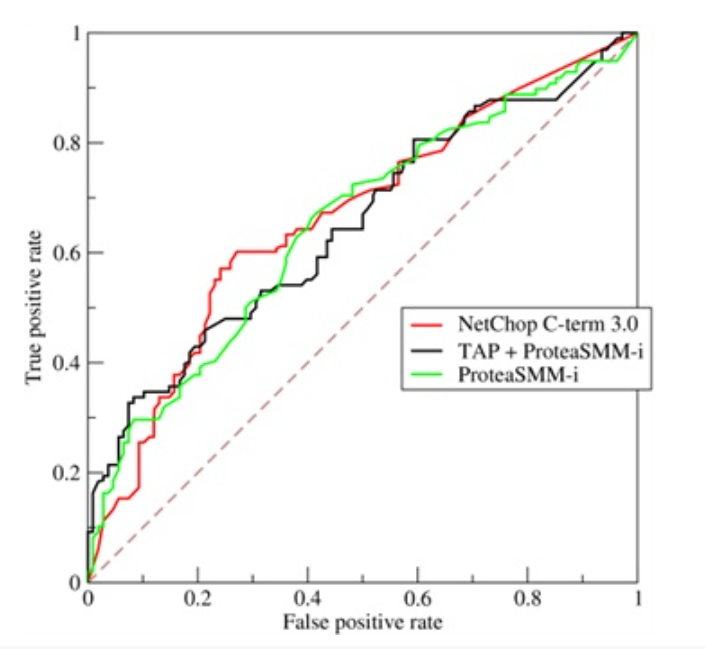 1
0.8
0.6
0.4
0.2
0
True positive rate
NetChop C-term 3.0
TAP + ProteaSMM-i
ProteaSMM-i
0 0.2 0.4 0.6 0.8 1
False positive rate